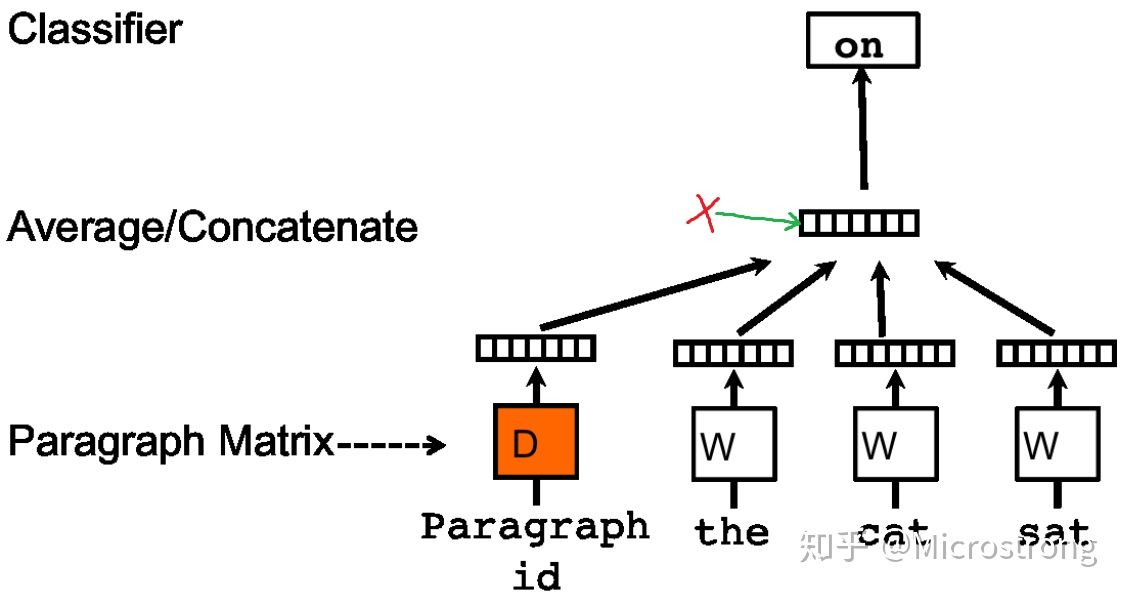 Classifier
on
X
Average/Concatenate
Paragraph Matrix----->
D
W
W
W
Paragraph
id
the
cat
sat
知乎 @Microstrong